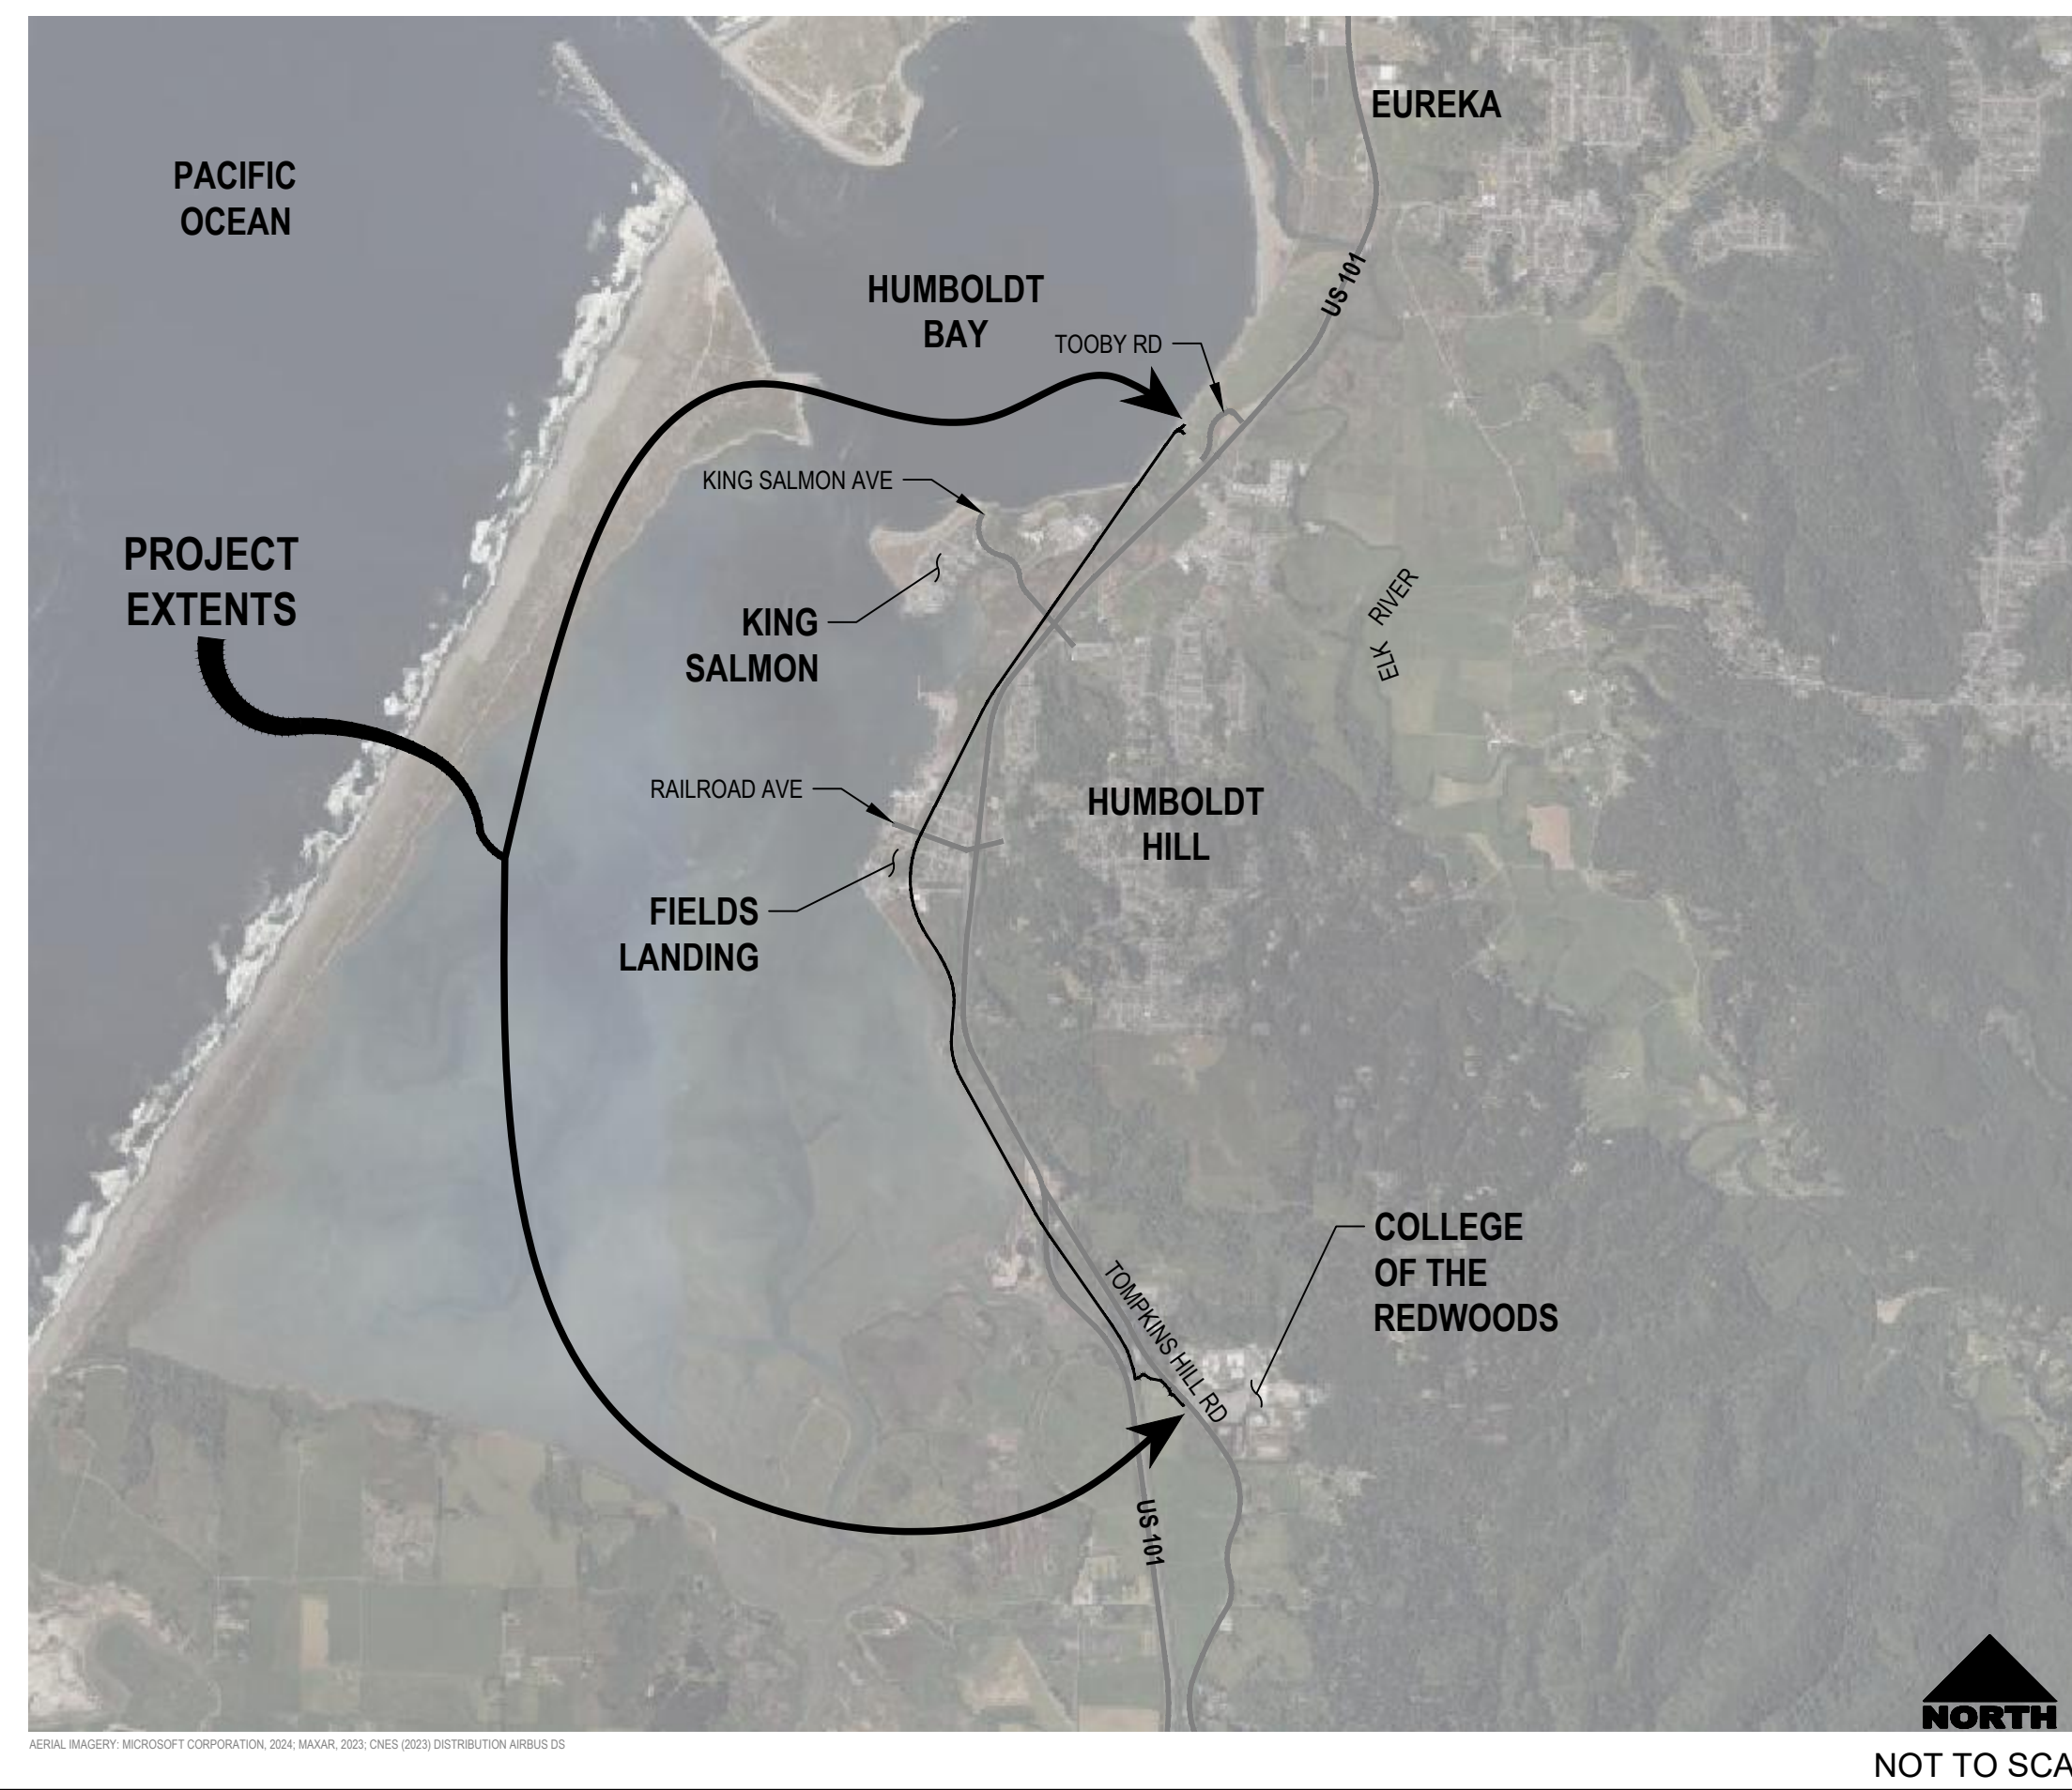 EUREKA
PACIFIC
OCEAN
US 101
HUMBOLDT
BAY
TOOBY RD
KING SALMON AVE
PROJECT
EXTENTS
ELK RIVER
KING
SALMON
RAILROAD AVE
HUMBOLDT
HILL
FIELDS
LANDING
COLLEGE
OF THE
REDWOODS
TOMPKINS HILL RD
US 101
NORTH
AERIAL IMAGERY: MICROSOFT CORPORATION, 2024; MAXAR, 2023; CNES (2023) DISTRIBUTION AIRBUS DS
NOT TO SCA